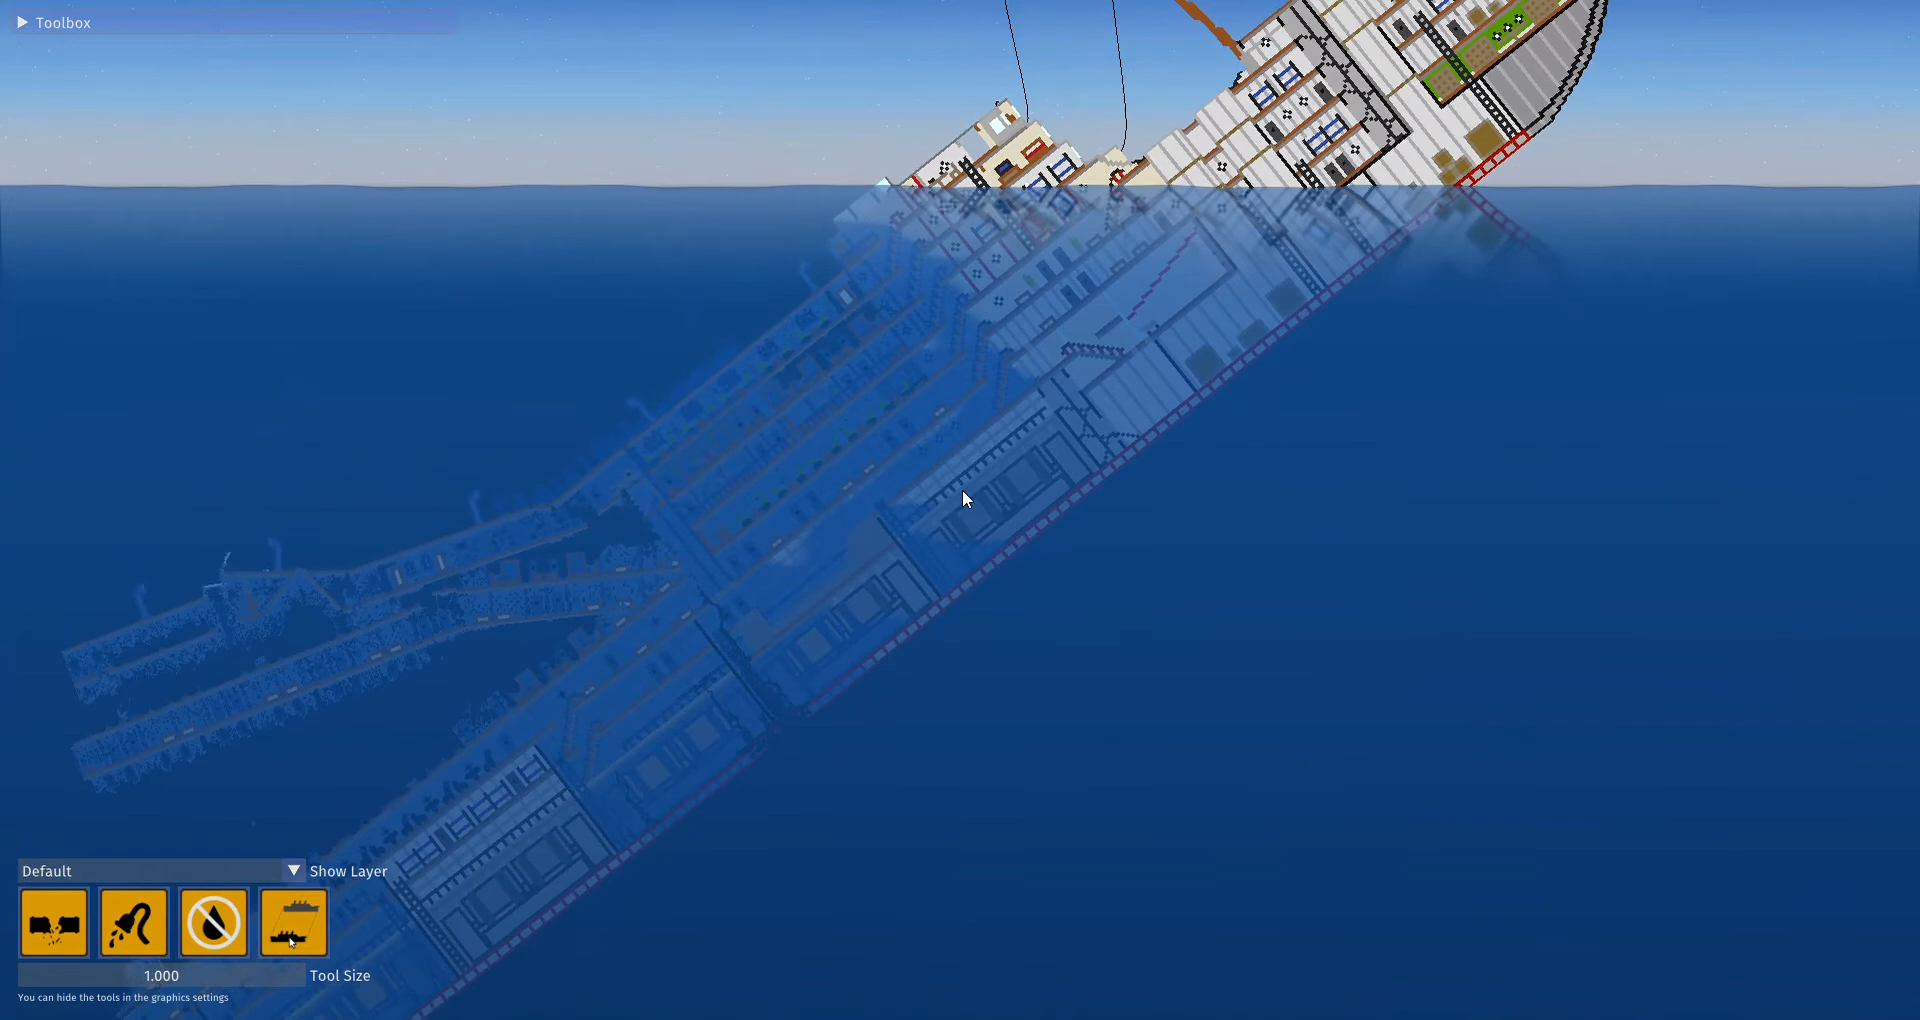 Toolbox
Default
Show Layer
1.000
Tool Size
You can hide the tools in the graphics settings